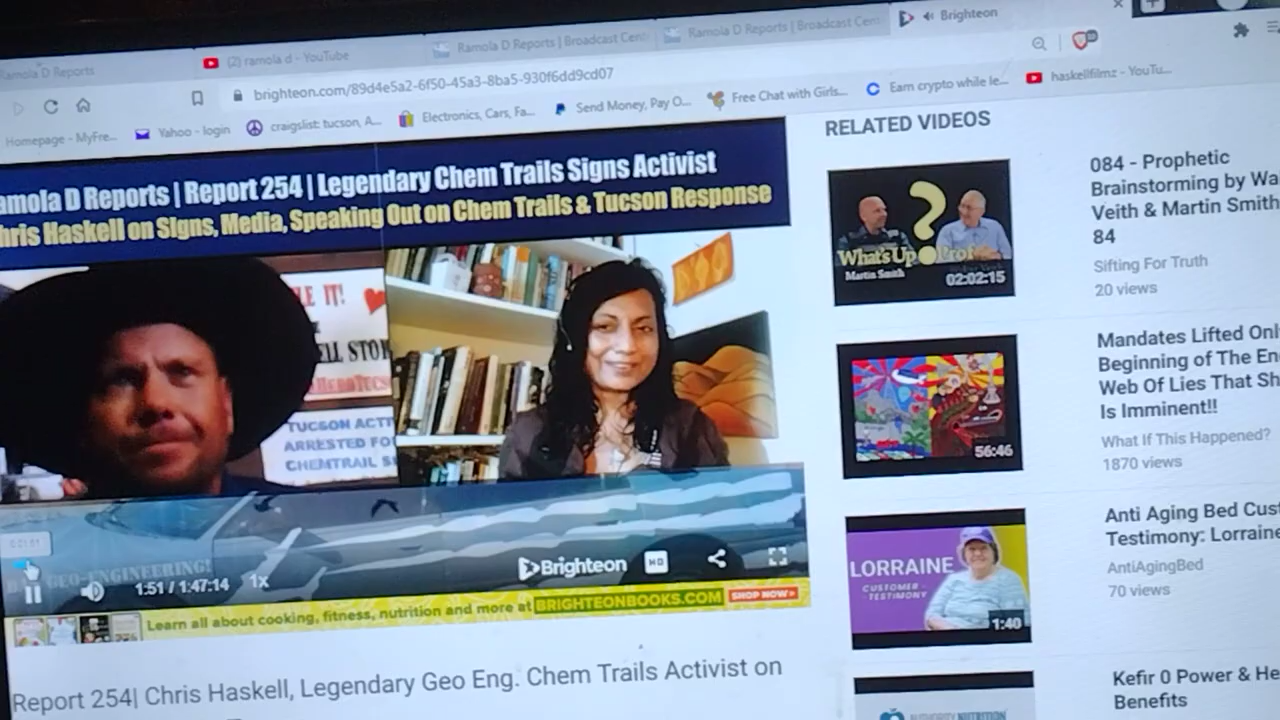 Ramola D Reports
(2) ramola d - YouTube
Ramola D Reports | Broadcast Cent
Ramola D Reports | Broadcast Cent
Brighteon
brighteon.com/89d4e5a2-6f50-45a3-8ba5-930f6dd9cd07
Homepage - MyFre...
Yahoo - login
craigslist: tucson, A...
Electronics, Cars, Fa...
Send Money, Pay O...
Free Chat with Girls...
Earn crypto while le...
haskellfilmz - YouTu...
amola D Reports | Report 254 | Legendary Chem Trails Signs Activist
hris Haskell on Signs, Media, Speaking Out on Chem Trails & Tucson Response
LE IT!
ELL STOR
TUCSON ACTI
ARRESTED FO
CHEMTRAIL S
GEO-ENGINEERING!
1:51 / 1:47:14 1x
Brighteon
HD
Learn all about cooking, fitness, nutrition and more at BRIGHTEONBOOKS.COM SHOP NOW>
Report 254| Chris Haskell, Legendary Geo Eng. Chem Trails Activist on
RELATED VIDEOS
What's Up Prof
Martin Smith
02:02:15
084 - Prophetic
Brainstorming by Wa
Veith & Martin Smith
84
Sifting For Truth
20 views
56:46
Mandates Lifted Onl
Beginning of The En
Web Of Lies That Sh
Is Imminent!!
What If This Happened?
1870 views
LORRAINE
CUSTOMER -
TESTIMONY
1:40
Anti Aging Bed Cust
Testimony: Lorraine
AntiAgingBed
70 views
AUTHORITY NUTRITION
Kefir 0 Power & He
Benefits